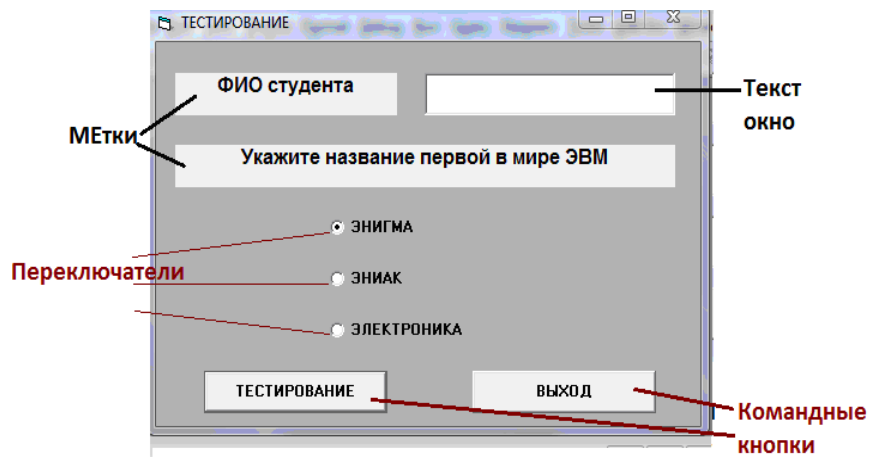 ТЕСТИРОВАНИЕ
ФИО студента
Текст
окно
МЕтки
Укажите название первой в мире ЭВМ
ЭНИГМА
Переключатели
ЭНИАК
ЭЛЕКТРОНИКА
ТЕСТИРОВАНИЕ
ВЫХОД
Командные
кнопки